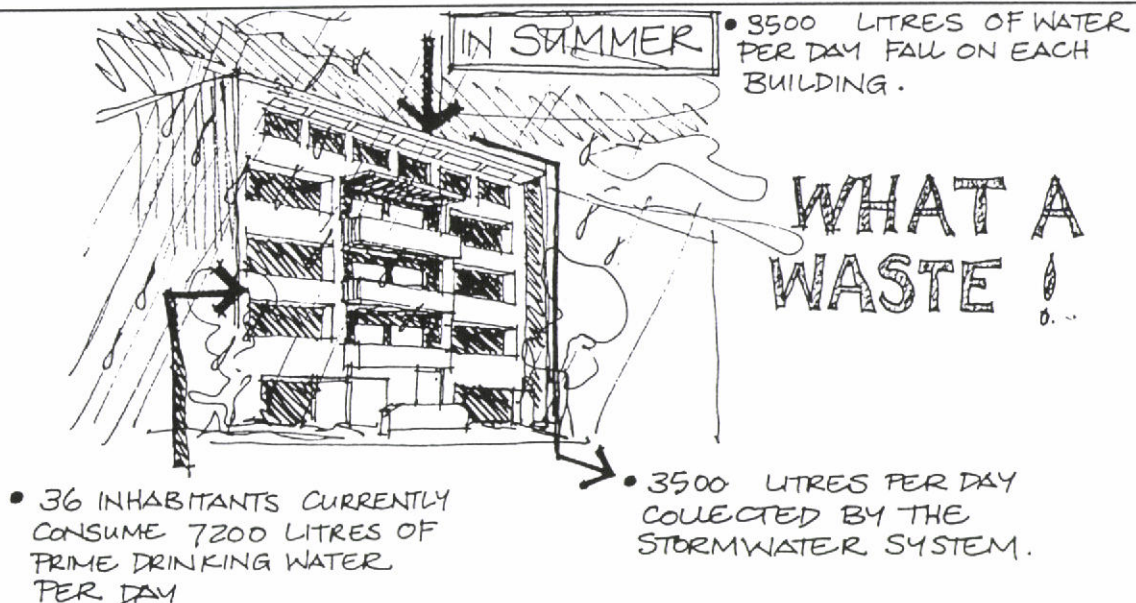 IN SUMMER
• 3500 LITRES OF WATER
PER DAY FALL ON EACH
BUILDING.
WHAT A
WASTE !
• 36 INHABITANTS CURRENTLY
CONSUME 7200 LITRES OF
PRIME DRINKING WATER
PER DAY
• 3500 LITRES PER DAY
COLLECTED BY THE
STORMWATER SYSTEM.